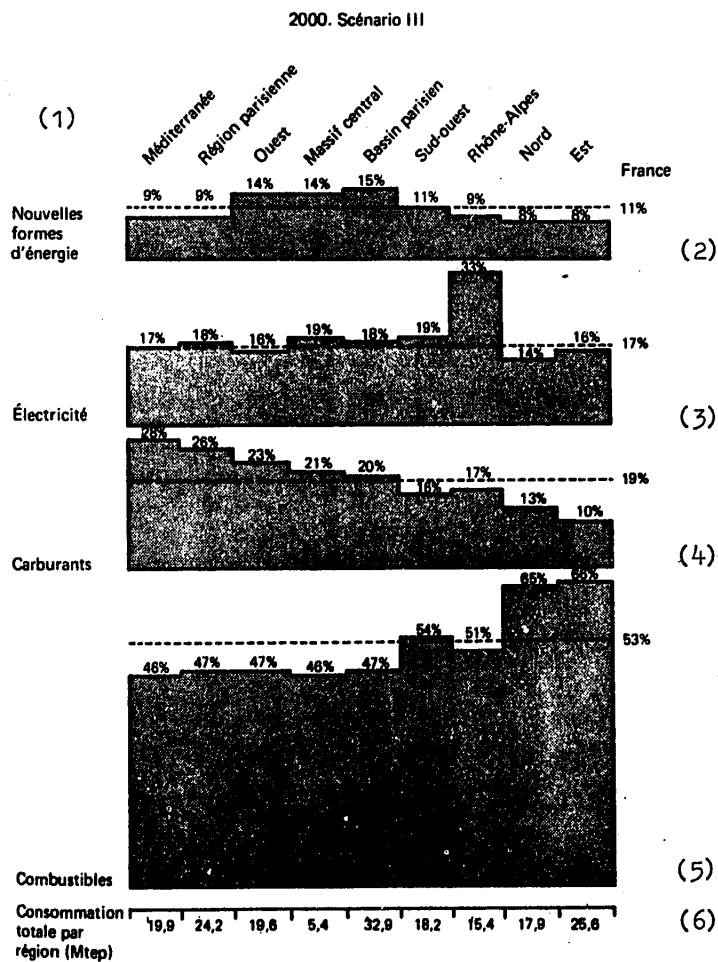 2000. Scénario III
(1)
Méditerranée
Région parisienne
Ouest
Massif central
Bassin parisien
Sud-ouest
Rhône-Alpes
Nord
Est
France
9% 9% 14% 14% 15% 11% 9% 8% 8% 11%
Nouvelles
formes
d'énergie
(2)
17% 18% 16% 19% 18% 19% 33% 14% 16% 17%
Électricité
(3)
28% 26% 23% 21% 20% 16% 17% 13% 10% 19%
Carburants
(4)
46% 47% 47% 46% 47% 54% 51% 65% 66% 53%
Combustibles
(5)
Consommation
totale par
région (Mtep)
19,9 24,2 19,6 5,4 32,9 18,2 15,4 17,9 25,6
(6)